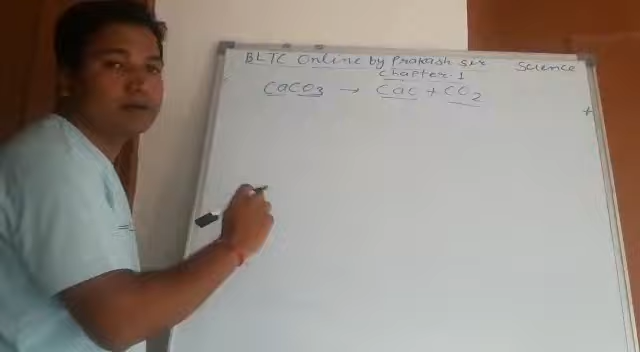 BLTC Online by Prakash Sir Science
Chapter-1
CaCO3 → CaO + CO2
+